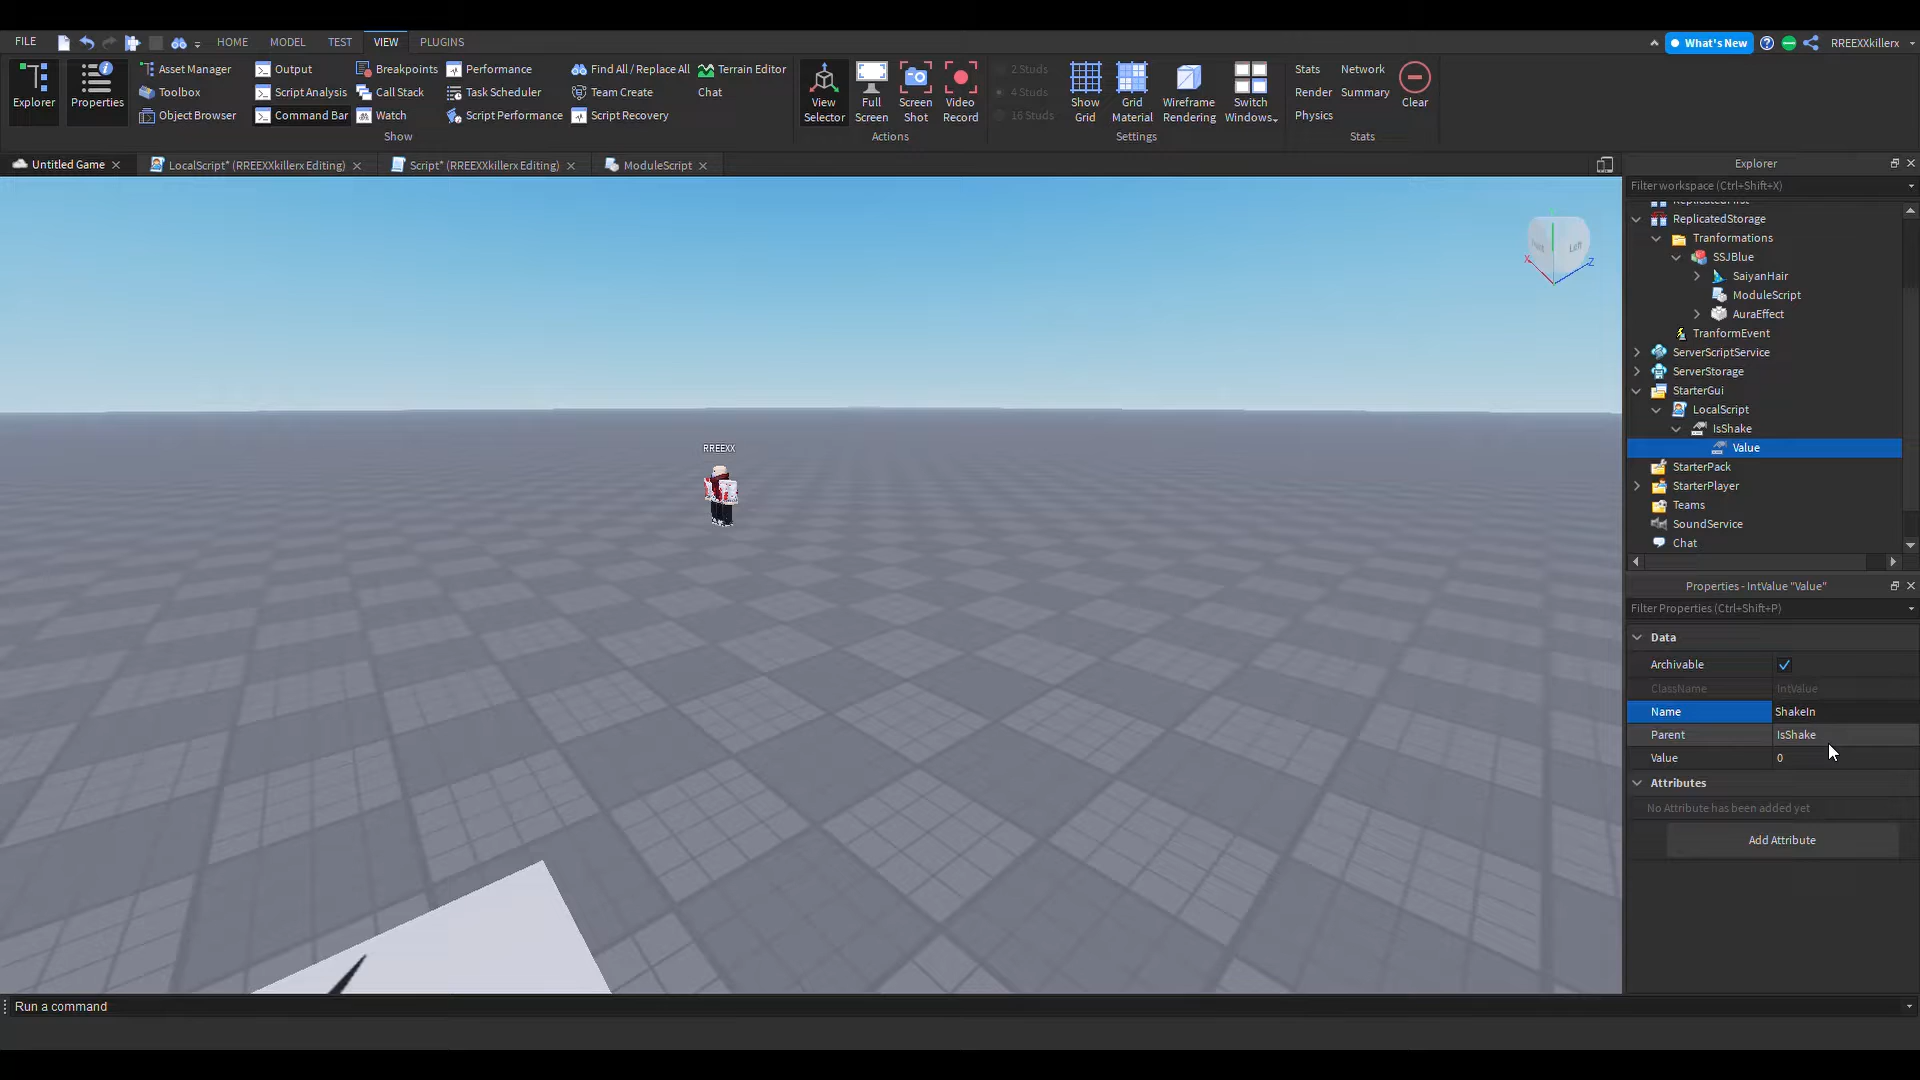 FILE HOME MODEL TEST VIEW PLUGINS What's New RREEXXkillerx
Explorer
Properties
Asset Manager
Toolbox
Object Browser
Output
Script Analysis
Command Bar
Breakpoints
Call Stack
Watch
Performance
Task Scheduler
Script Performance
Find All / Replace All
Team Create
Script Recovery
Terrain Editor
Chat
Show
View
Selector
Full
Screen
Screen
Shot
Video
Record
Actions
2 Studs
4 Studs
16 Studs
Show
Grid
Grid
Material
Wireframe
Rendering
Switch
Windows
Settings
Stats
Render
Physics
Network
Summary
Clear
Stats
Untitled Game
LocalScript* (RREEXXkillerx Editing)
Script* (RREEXXkillerx Editing)
ModuleScript
Left
X
Z
RREEXX
Explorer
Filter workspace (Ctrl+Shift+X)
ReplicatedFirst
ReplicatedStorage
Tranformations
SSJBlue
SaiyanHair
ModuleScript
AuraEffect
TranformEvent
ServerScriptService
ServerStorage
StarterGui
LocalScript
IsShake
Value
StarterPack
StarterPlayer
Teams
SoundService
Chat
Properties - IntValue "Value"
Filter Properties (Ctrl+Shift+P)
Data
Archivable
ClassName IntValue
Name ShakeIn
Parent IsShake
Value 0
Attributes
No Attribute has been added yet
Add Attribute
Run a command